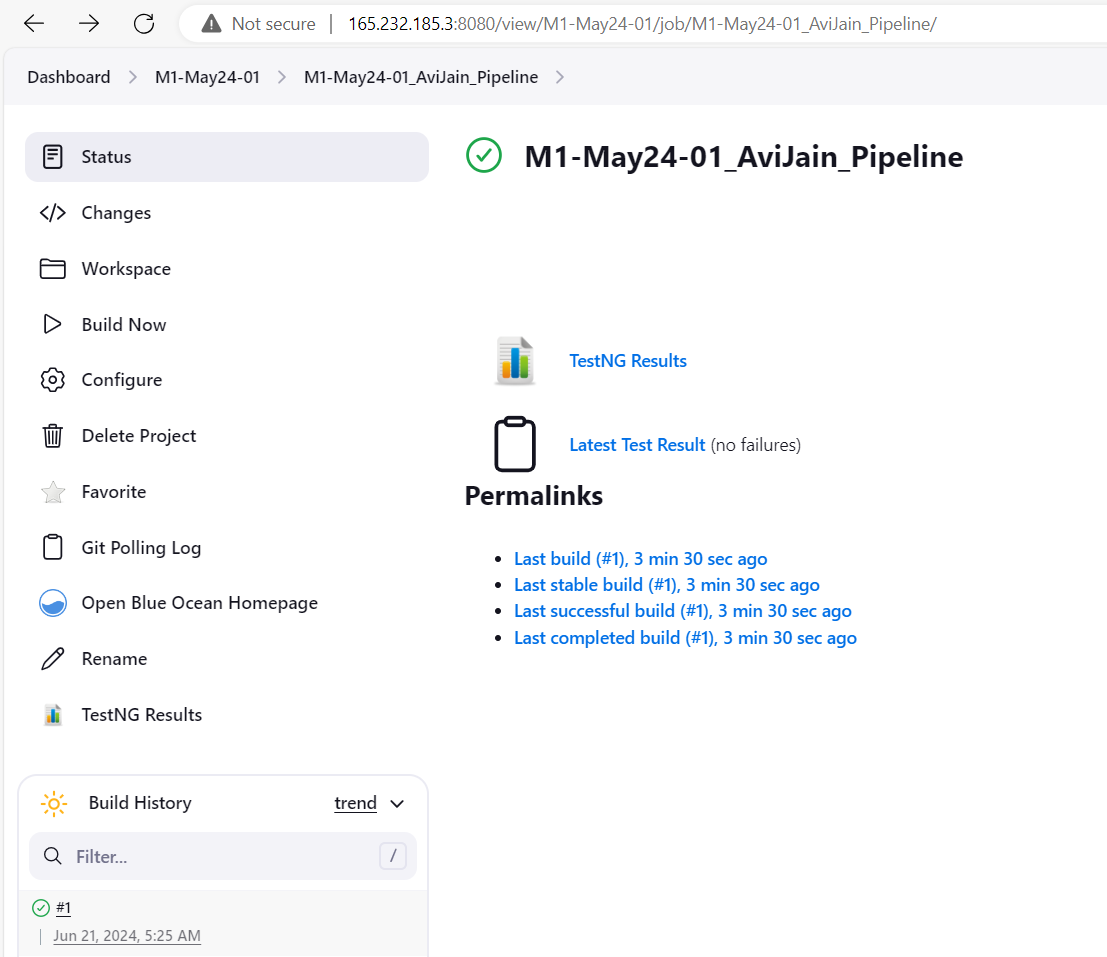 Not secure | 165.232.185.3:8080/view/M1-May24-01/job/M1-May24-01_AviJain_Pipeline/
Dashboard > M1-May24-01 > M1-May24-01_AviJain_Pipeline >
Status
Changes
Workspace
Build Now
Configure
Delete Project
Favorite
Git Polling Log
Open Blue Ocean Homepage
Rename
TestNG Results
Build History trend
Filter... /
#1
Jun 21, 2024, 5:25 AM
M1-May24-01_AviJain_Pipeline
TestNG Results
Latest Test Result (no failures)
Permalinks
• Last build (#1), 3 min 30 sec ago
• Last stable build (#1), 3 min 30 sec ago
• Last successful build (#1), 3 min 30 sec ago
• Last completed build (#1), 3 min 30 sec ago